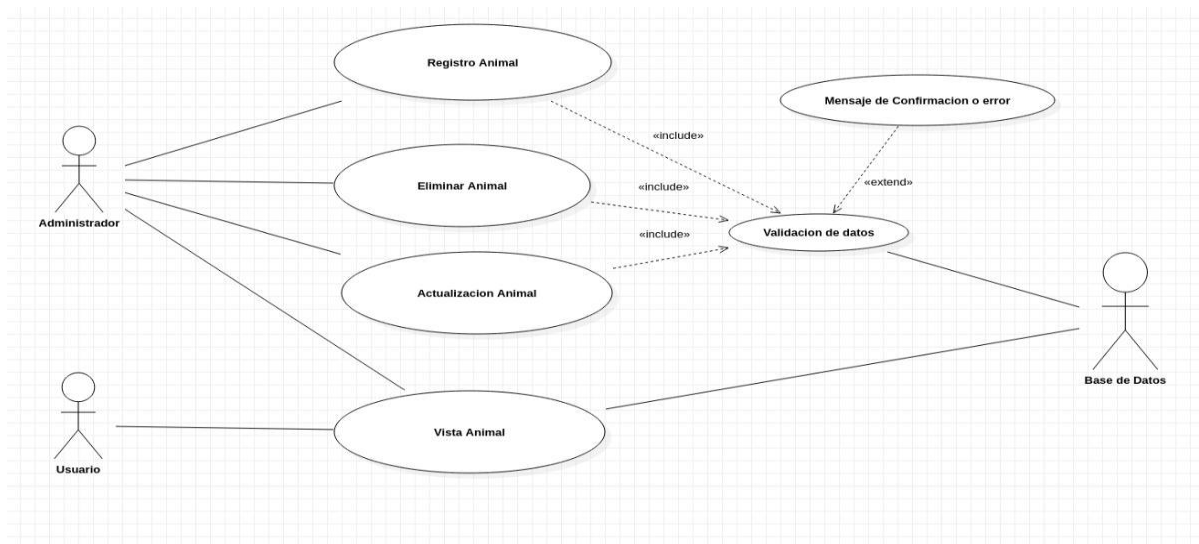 Registro Animal
Mensaje de Confirmacion o error
«include»
Eliminar Animal
«include»
«extend»
Administrador
«include»
Validacion de datos
Actualizacion Animal
Base de Datos
Vista Animal
Usuario